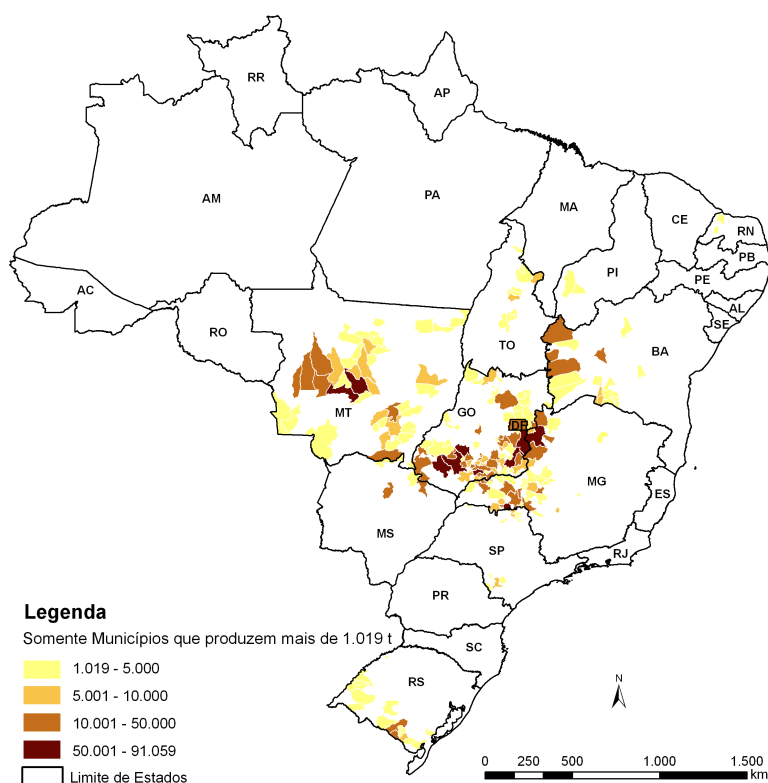 RR
AP
AM
PA
MA
CE
RN
PB
PI
PE
AL
SE
AC
RO
TO
BA
MT
GO
DF
MG
ES
MS
SP
RJ
PR
SC
RS
Legenda
Somente Municípios que produzem mais de 1.019 t
1.019 - 5.000
5.001 - 10.000
10.001 - 50.000
50.001 - 91.059
Limite de Estados
N
0 250 500 1.000 1.500
km